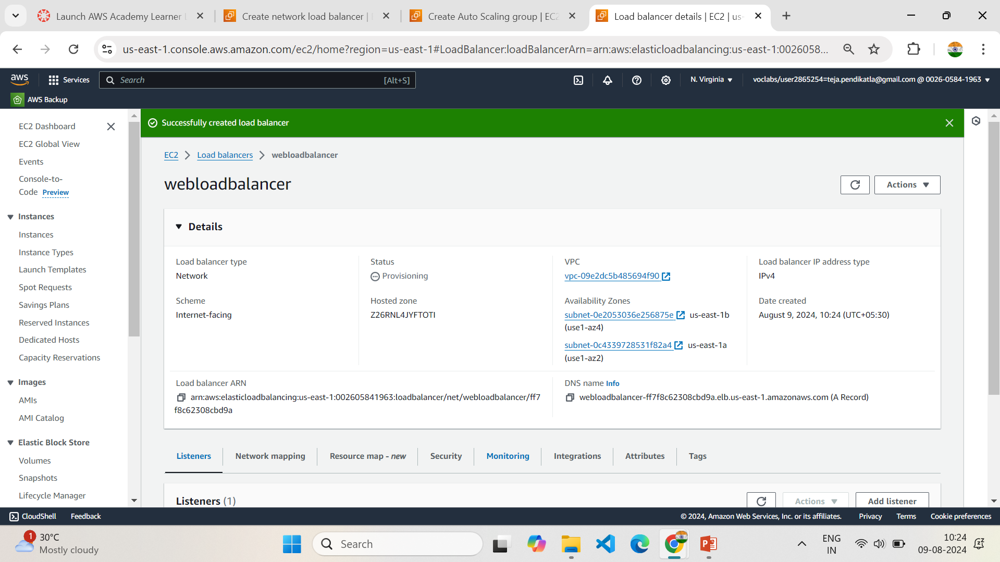 Launch AWS Academy Learner L
Create network load balancer | E
Create Auto Scaling group | EC2
Load balancer details | EC2 | us-
us-east-1.console.aws.amazon.com/ec2/home?region=us-east-1#LoadBalancer:loadBalancerArn=arn:aws:elasticloadbalancing:us-east-1:0026058...
aws
Services
Search
[Alt+S]
N. Virginia
voclabs/user2865254=teja.pendikatla@gmail.com @ 0026-0584-1963
AWS Backup
EC2 Dashboard
EC2 Global View
Events
Console-to-
Code Preview
Instances
Instances
Instance Types
Launch Templates
Spot Requests
Savings Plans
Reserved Instances
Dedicated Hosts
Capacity Reservations
Images
AMIs
AMI Catalog
Elastic Block Store
Volumes
Snapshots
Lifecycle Manager
Successfully created load balancer
EC2
Load balancers
webloadbalancer
webloadbalancer
Actions
Details
Load balancer type
Network
Status
Provisioning
VPC
vpc-09e2dc5b485694f90
Load balancer IP address type
IPv4
Scheme
Internet-facing
Hosted zone
Z26RNL4JYFTOTI
Availability Zones
subnet-0e2053036e256875e us-east-1b
(use1-az4)
subnet-0c4339728531f82a4 us-east-1a
(use1-az2)
Date created
August 9, 2024, 10:24 (UTC+05:30)
Load balancer ARN
arn:aws:elasticloadbalancing:us-east-1:002605841963:loadbalancer/net/webloadbalancer/ff7
f8c62308cbd9a
DNS name Info
webloadbalancer-ff7f8c62308cbd9a.elb.us-east-1.amazonaws.com (A Record)
Listeners
Network mapping
Resource map - new
Security
Monitoring
Integrations
Attributes
Tags
Listeners (1)
Actions
Add listener
CloudShell
Feedback
© 2024, Amazon Web Services, Inc. or its affiliates.
Privacy
Terms
Cookie preferences
1
30°C
Mostly cloudy
Search
ENG
IN
10:24
09-08-2024